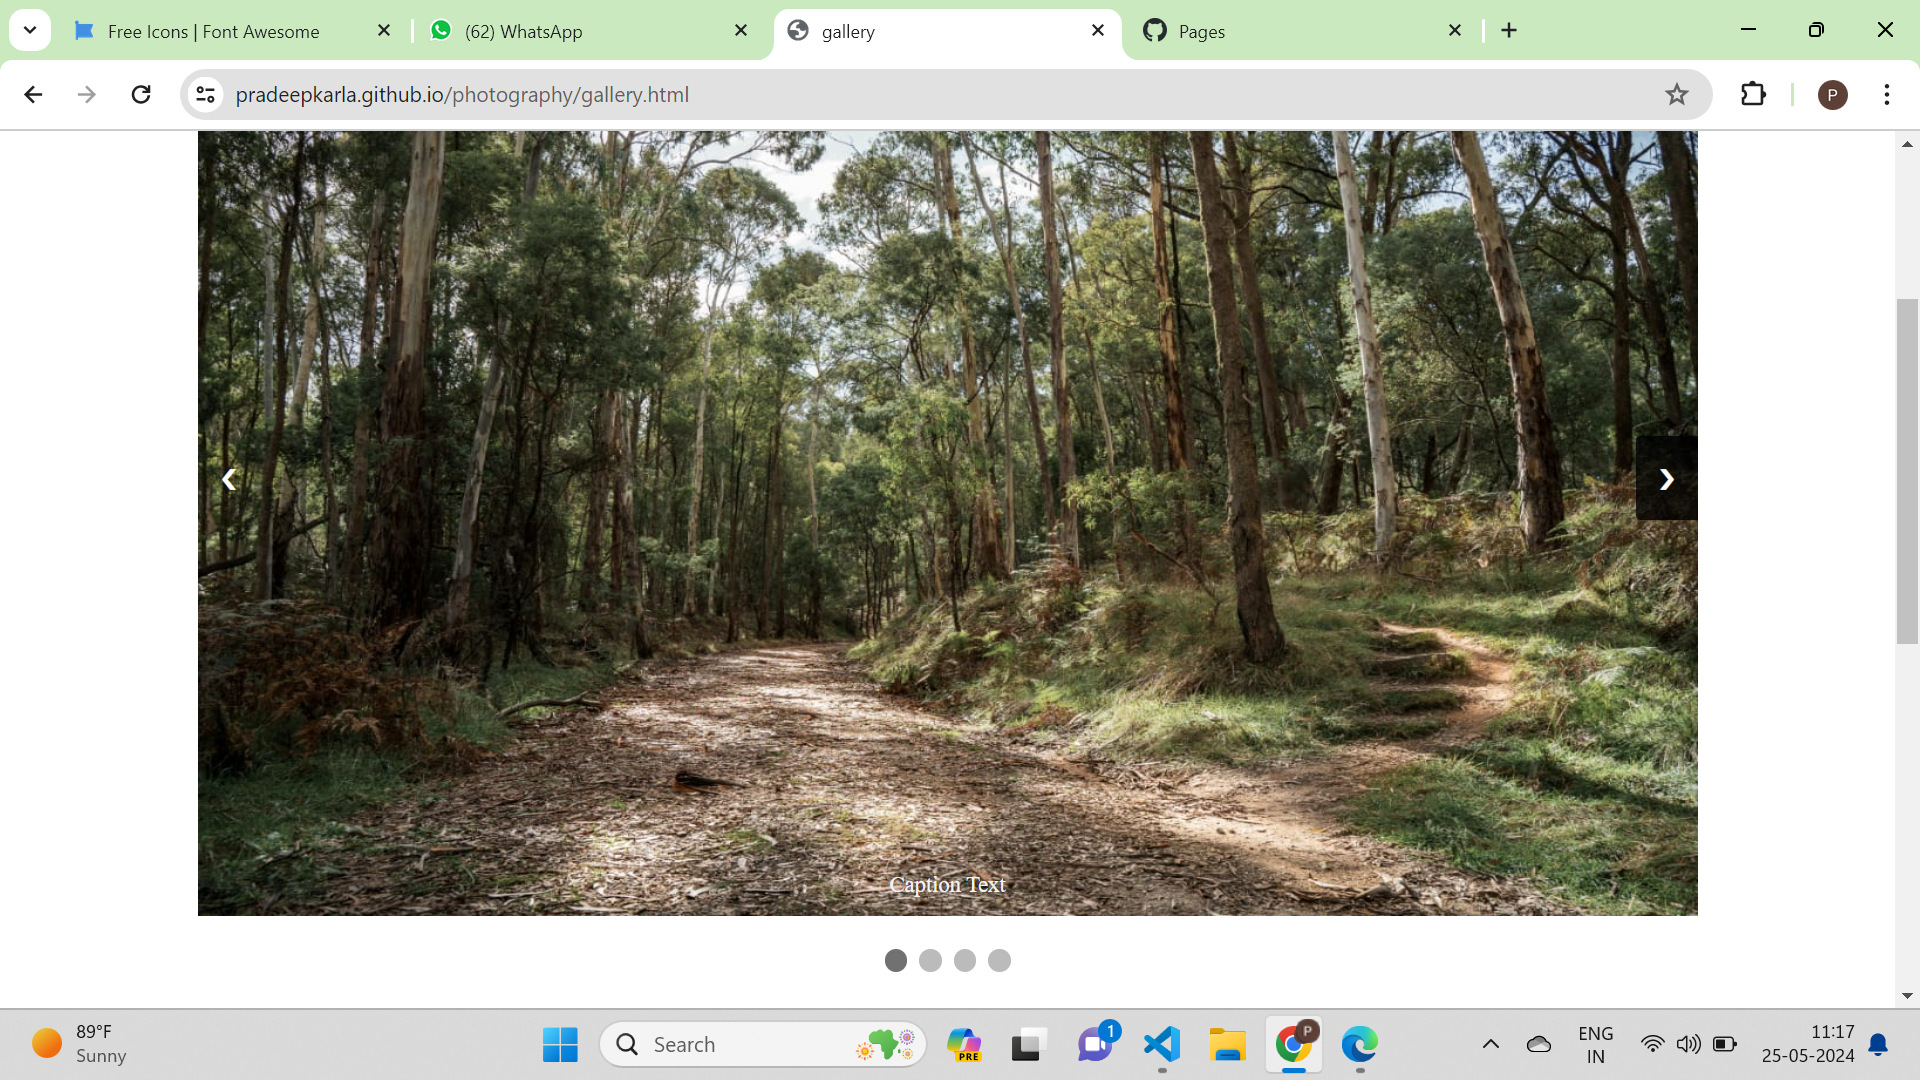 Free Icons | Font Awesome
(62) WhatsApp
gallery
Pages
pradeepkarla.github.io/photography/gallery.html
P
Caption Text
89°F
Sunny
Search
PRE
1
P
ENG
IN
11:17
25-05-2024